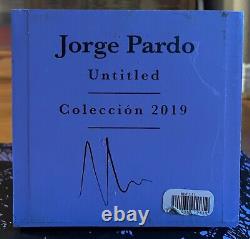 Jorge Pardo
Untitled
Colección 2019